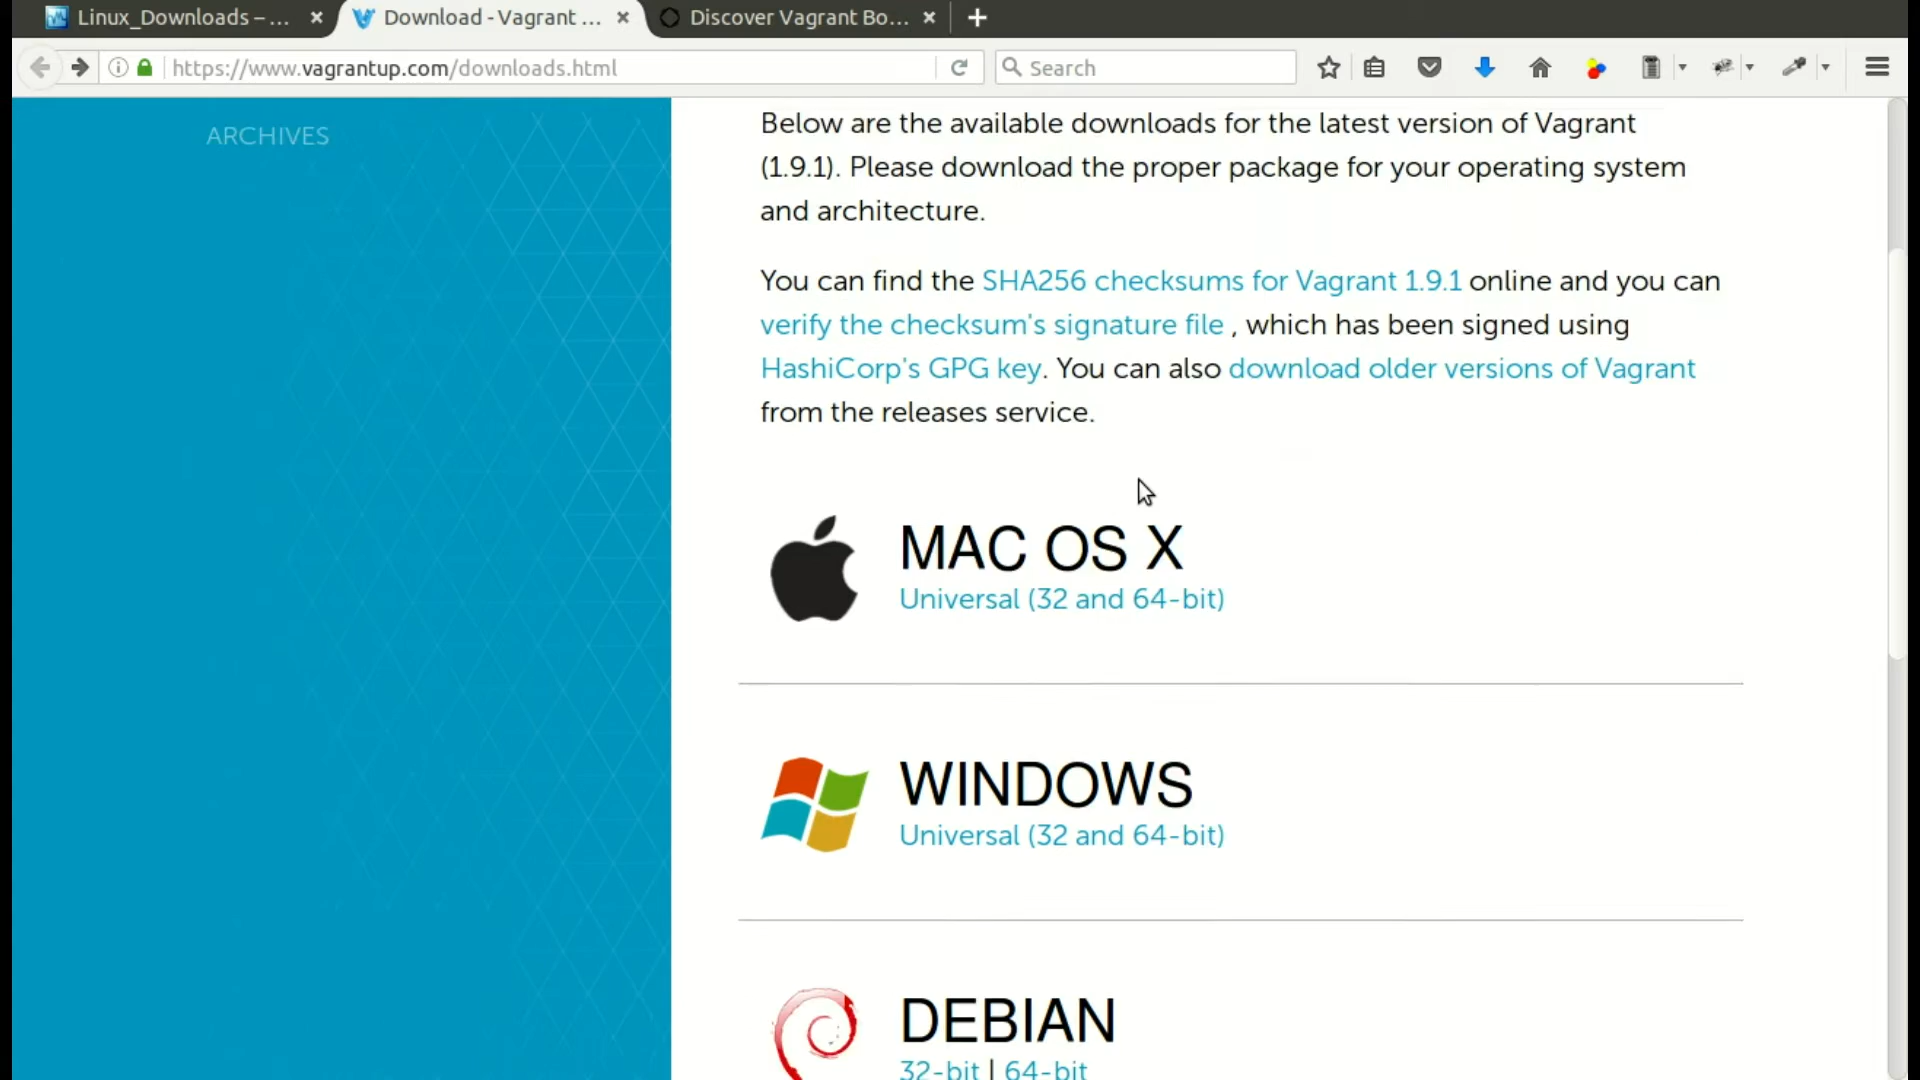 Linux_Downloads – ...
Download - Vagrant ...
Discover Vagrant Bo...
https://www.vagrantup.com/downloads.html
Search
ARCHIVES
Below are the available downloads for the latest version of Vagrant
(1.9.1). Please download the proper package for your operating system
and architecture.
You can find the SHA256 checksums for Vagrant 1.9.1 online and you can
verify the checksum's signature file , which has been signed using
HashiCorp's GPG key. You can also download older versions of Vagrant
from the releases service.
MAC OS X
Universal (32 and 64-bit)
WINDOWS
Universal (32 and 64-bit)
DEBIAN
32-bit | 64-bit